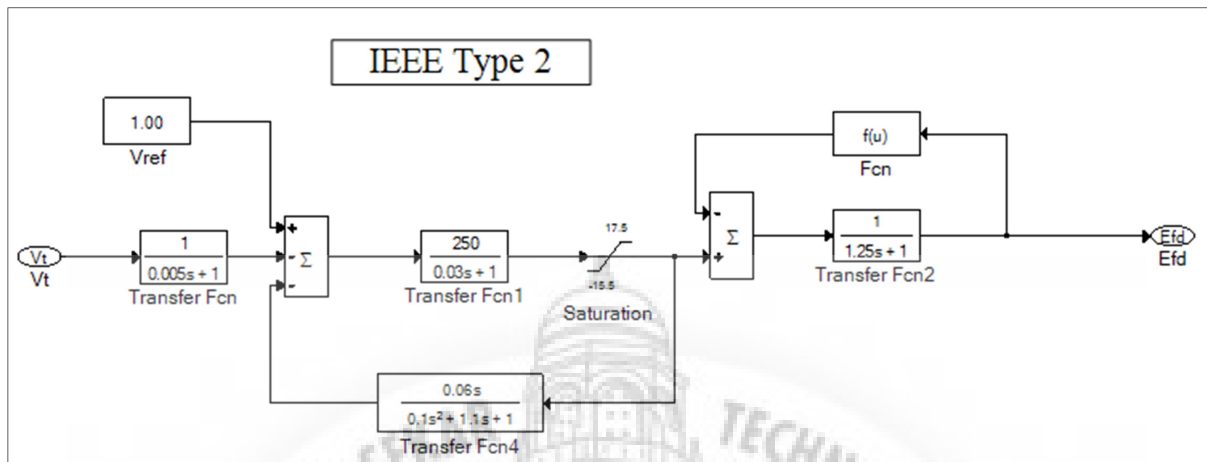 IEEE Type 2
1.00
Vref
f(u)
Fcn
Vt
Vt
1
0.005s + 1
Transfer Fcn
+
-
-
Σ
250
0.03s + 1
Transfer Fcn1
17.5
-15.5
Saturation
-
+
Σ
1
1.25s + 1
Transfer Fcn2
Efd
Efd
0.06s
0.1s² + 1.1s + 1
Transfer Fcn4
TECHN